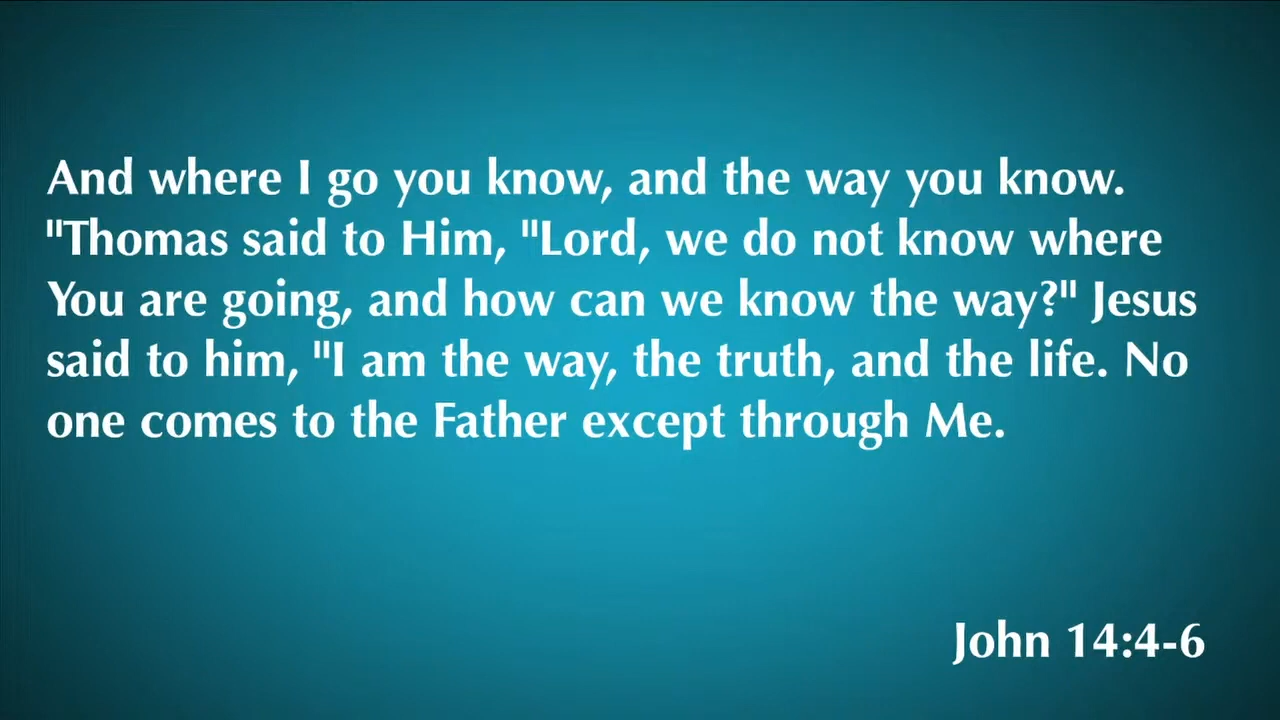 And where I go you know, and the way you know.
"Thomas said to Him, "Lord, we do not know where
You are going, and how can we know the way?" Jesus
said to him, "I am the way, the truth, and the life. No
one comes to the Father except through Me.
John 14:4-6